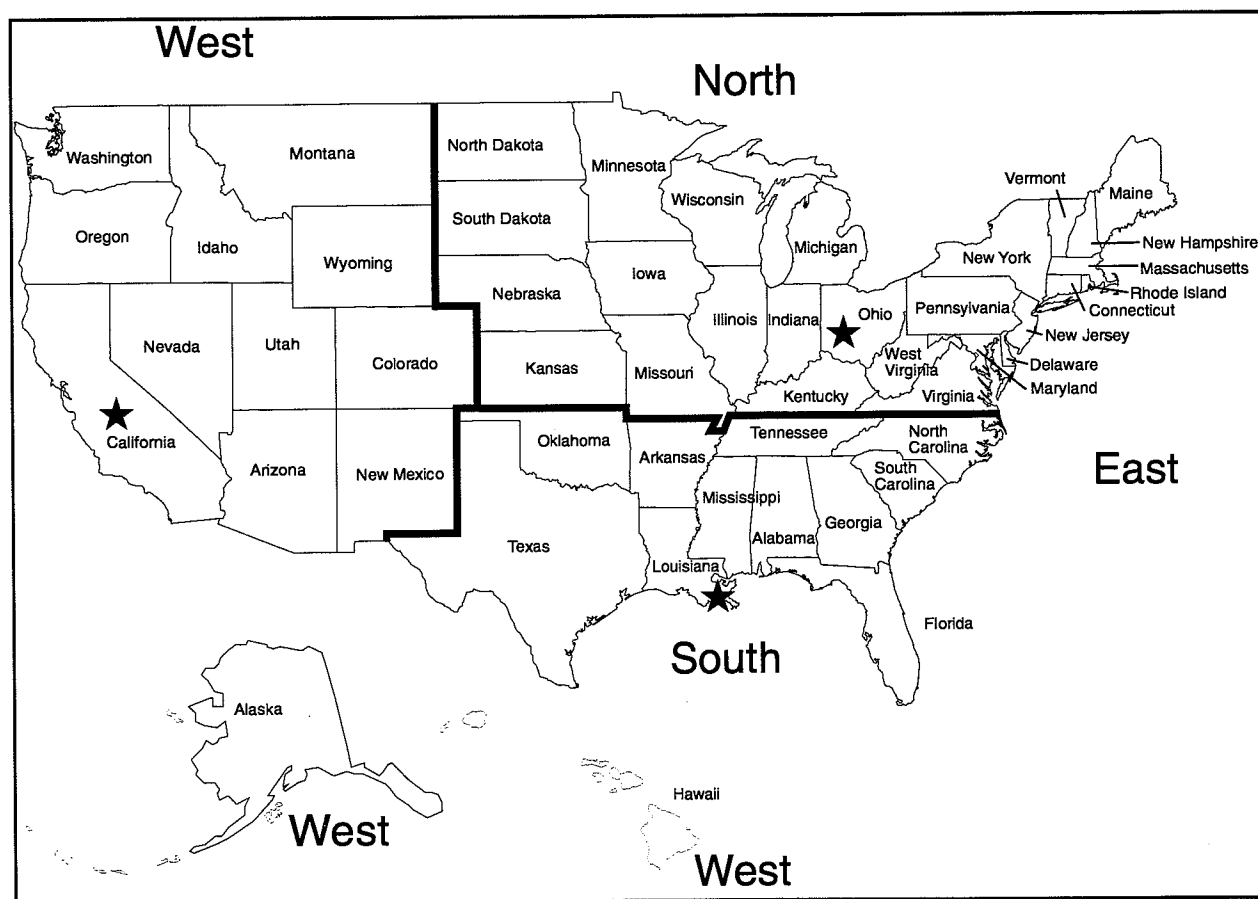 West
North
Washington
Montana
North Dakota
Minnesota
Vermont
Maine
Oregon
Idaho
Wyoming
South Dakota
Wisconsin
Michigan
New York
New Hampshire
Massachusetts
Rhode Island
Connecticut
Iowa
Nebraska
Pennsylvania
New Jersey
Nevada
Utah
Colorado
Illinois
Indiana
Ohio
Kansas
Missouri
West
Virginia
Delaware
Maryland
Kentucky
Virginia
California
Arizona
New Mexico
Oklahoma
Arkansas
Tennessee
North
Carolina
East
South
Carolina
Mississippi
Georgia
Alabama
Texas
Louisiana
Florida
South
Alaska
Hawaii
West
West